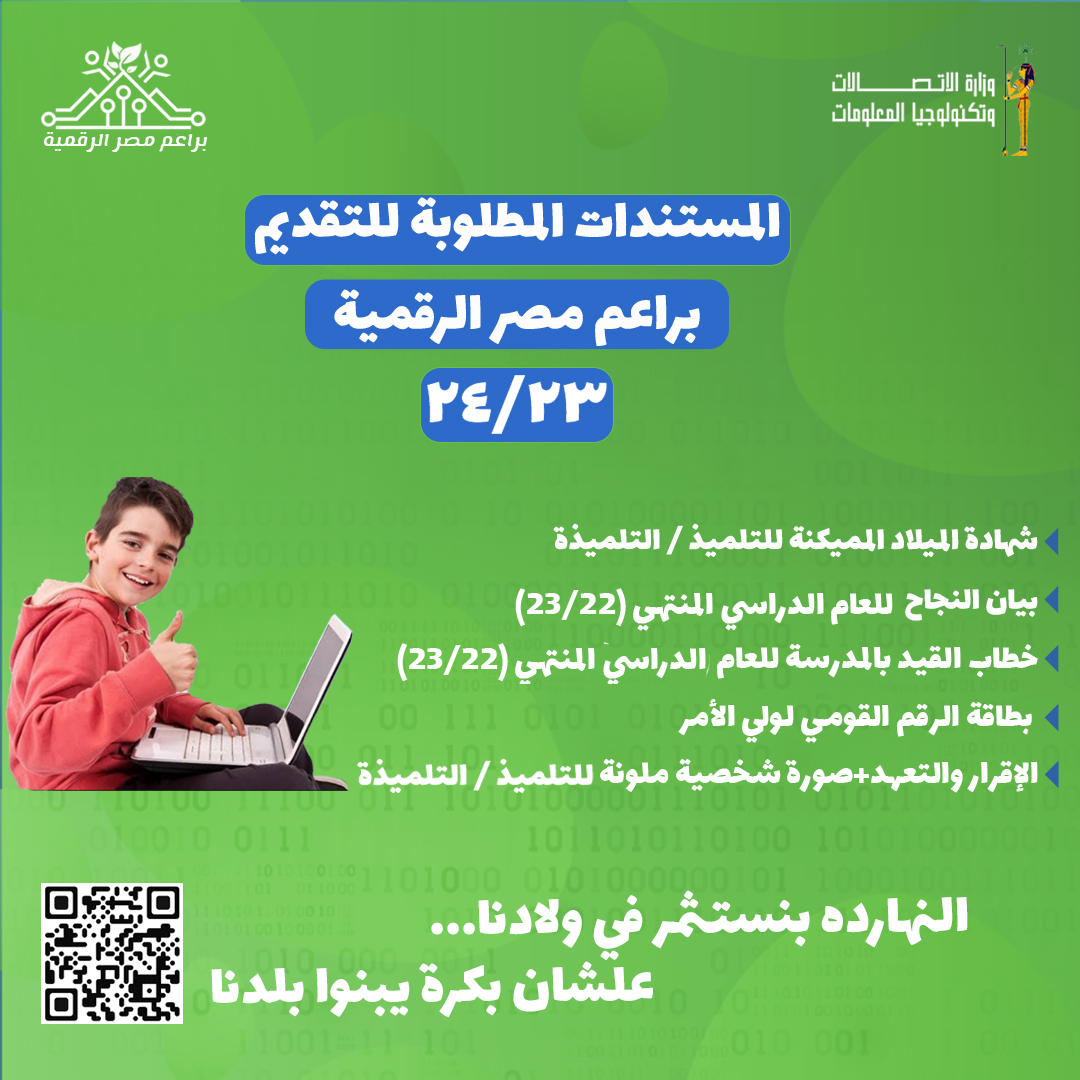 وزارة الاتصـــالات
وتكنولوجيا المعلومات
براعم مصر الرقمية
المستندات المطلوبة للتقديم
براعم مصر الرقمية
٢٤/٢٣
شهادة الميلاد المميكنة للتلميذ / التلميذة
بيان النجاح للعام الدراسي المنتهي (23/22)
خطاب القيد بالمدرسة للعام الدراسي المنتهي (23/22)
بطاقة الرقم القومي لولي الأمر
الإقرار والتعهد+صورة شخصية ملونة للتلميذ / التلميذة
النهارده بنستثمر في ولادنا...
علشان بكرة يبنوا بلدنا